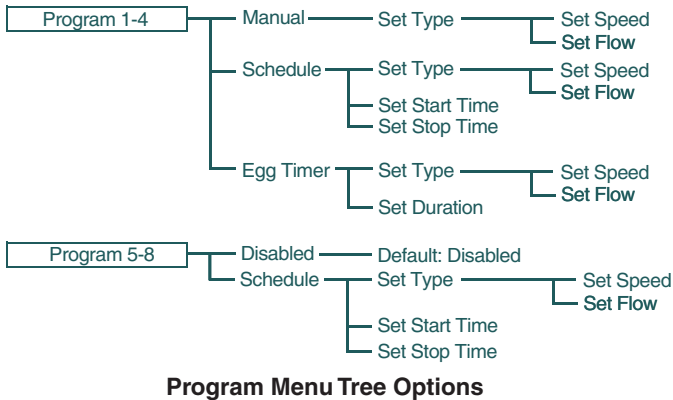 Program 1-4 Manual Set Type Set Speed
Set Flow
Schedule Set Type Set Speed
Set Flow
Set Start Time
Set Stop Time
Egg Timer Set Type Set Speed
Set Flow
Set Duration
Program 5-8 Disabled Default: Disabled
Schedule Set Type Set Speed
Set Flow
Set Start Time
Set Stop Time
Program Menu Tree Options